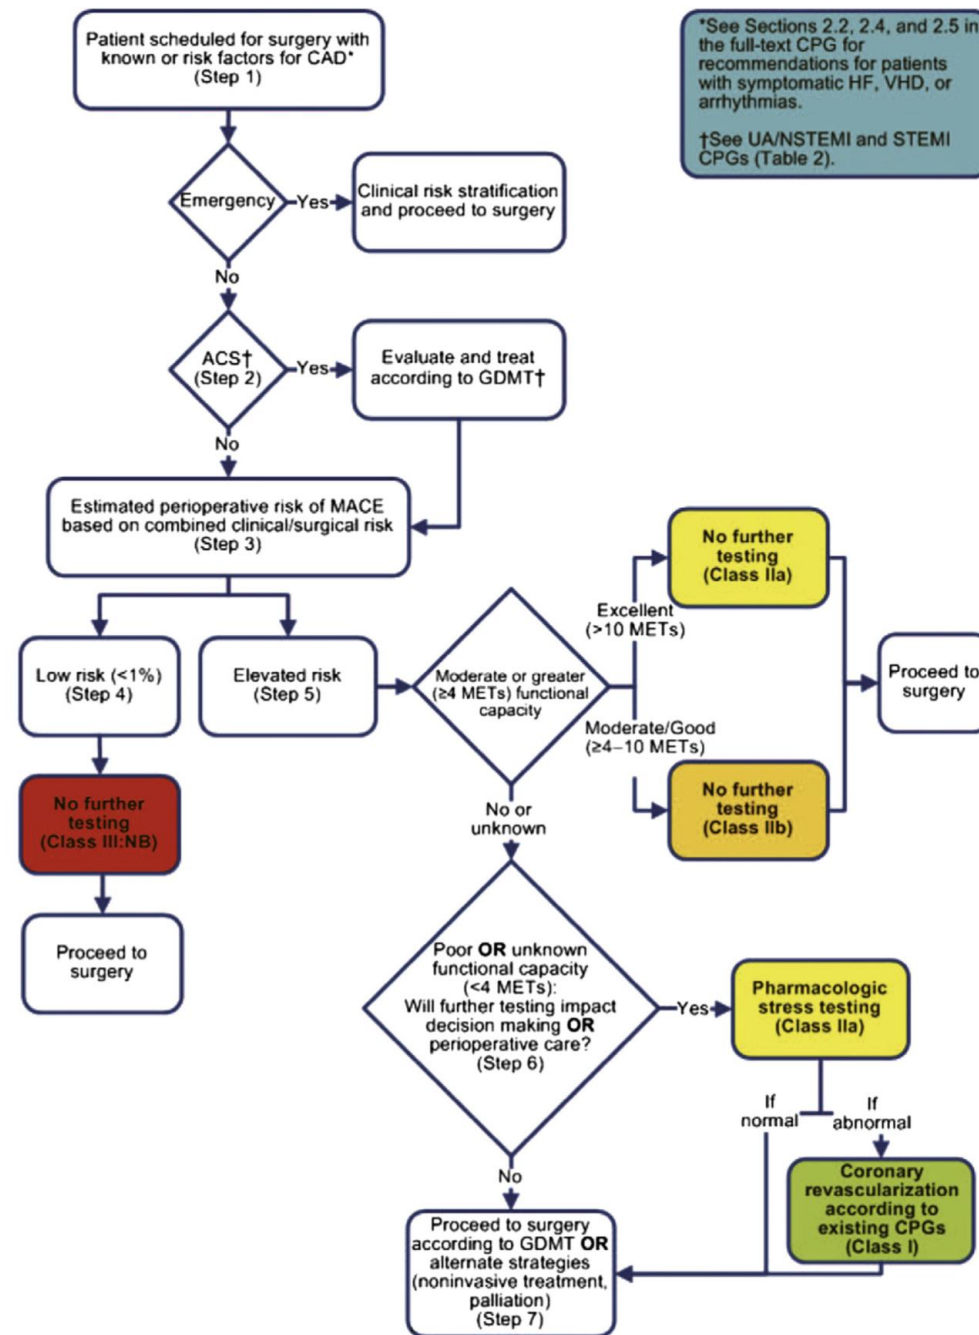 Patient scheduled for surgery with
known or risk factors for CAD*
(Step 1)
*See Sections 2.2, 2.4, and 2.5 in
the full-text CPG for
recommendations for patients
with symptomatic HF, VHD, or
arrhythmias.
†See UA/NSTEMI and STEMI
CPGs (Table 2).
Emergency
Yes
Clinical risk stratification
and proceed to surgery
No
ACS†
(Step 2)
Yes
Evaluate and treat
according to GDMT†
No
Estimated perioperative risk of MACE
based on combined clinical/surgical risk
(Step 3)
Low risk (<1%)
(Step 4)
Elevated risk
(Step 5)
Moderate or greater
(≥4 METs) functional
capacity
Excellent
(>10 METs)
No further
testing
(Class IIa)
Moderate/Good
(≥4–10 METs)
No further
testing
(Class IIb)
Proceed to
surgery
No further
testing
(Class III:NB)
Proceed to
surgery
No or
unknown
Poor OR unknown
functional capacity
(<4 METs):
Will further testing impact
decision making OR
perioperative care?
(Step 6)
Yes
Pharmacologic
stress testing
(Class IIa)
If
normal
If
abnormal
Coronary
revascularization
according to
existing CPGs
(Class I)
No
Proceed to surgery
according to GDMT OR
alternate strategies
(noninvasive treatment,
palliation)
(Step 7)